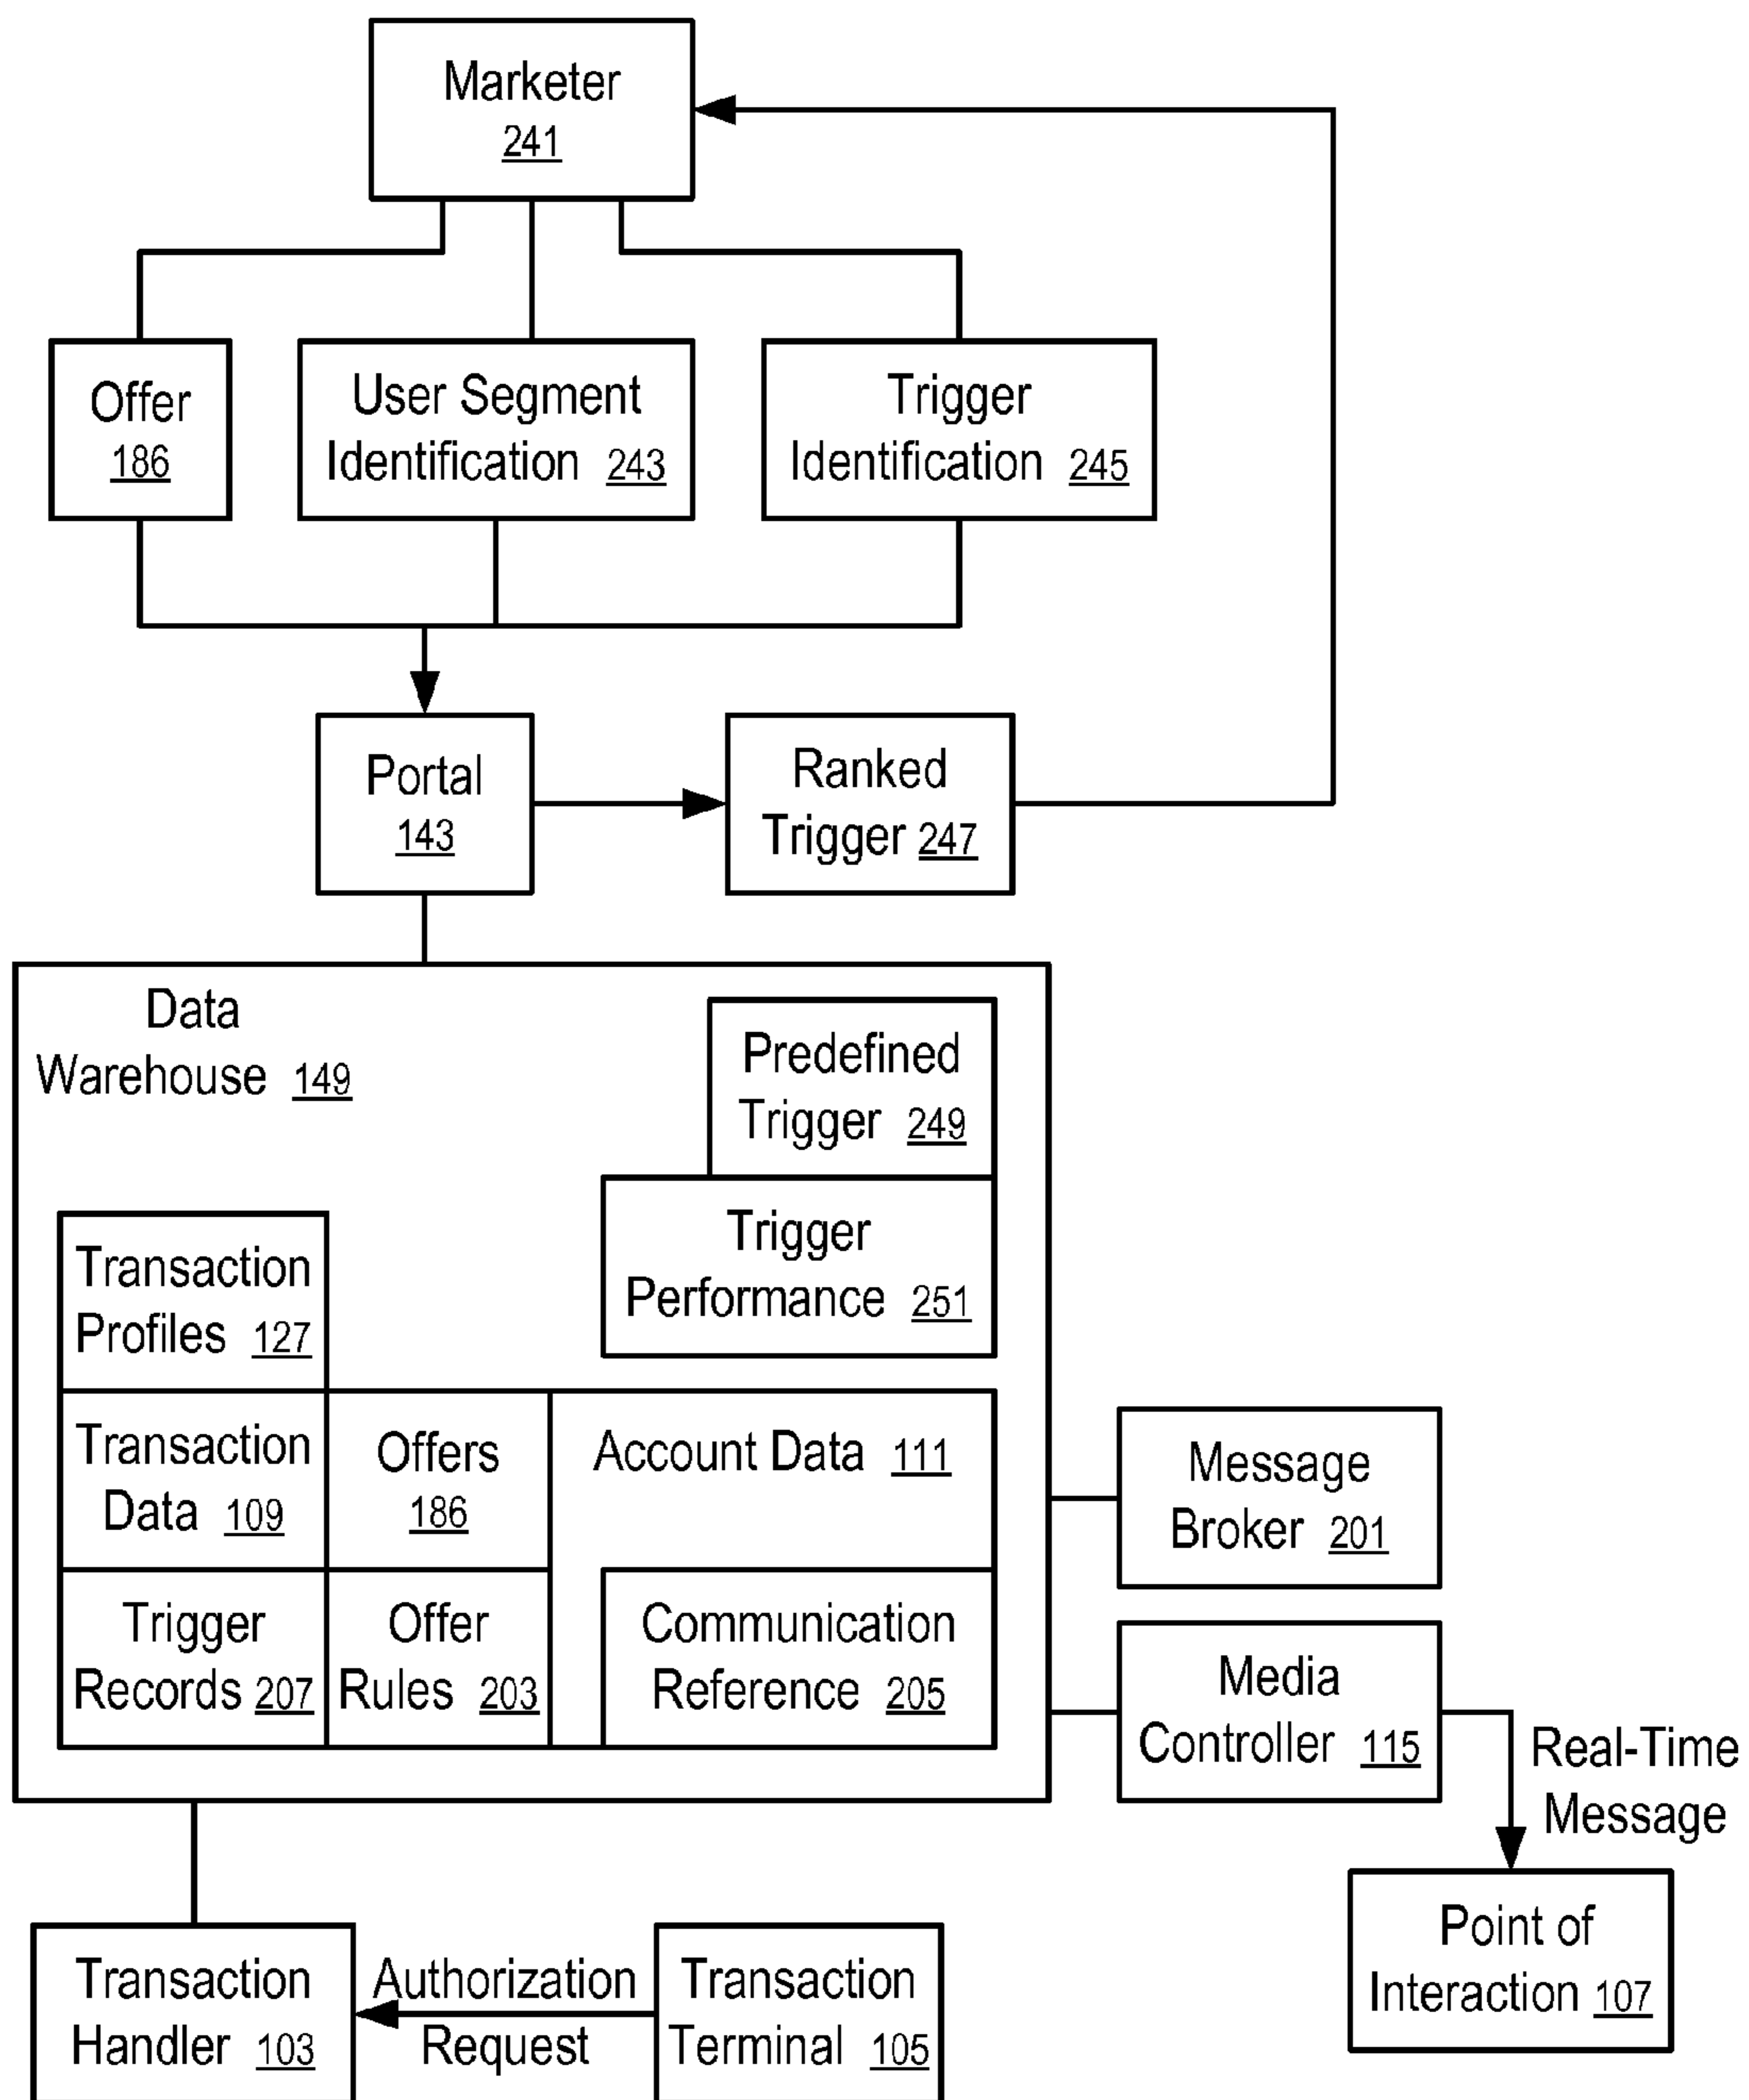 Marketer
241
Offer
186
User Segment
Identification 243
Trigger
Identification 245
Portal
143
Ranked
Trigger 247
Data
Warehouse 149
Predefined
Trigger 249
Trigger
Performance 251
Transaction
Profiles 127
Transaction
Data 109
Offers
186
Account Data 111
Trigger
Records 207
Offer
Rules 203
Communication
Reference 205
Message
Broker 201
Media
Controller 115
Real-Time
Message
Point of
Interaction 107
Transaction
Handler 103
Authorization
Request
Transaction
Terminal 105